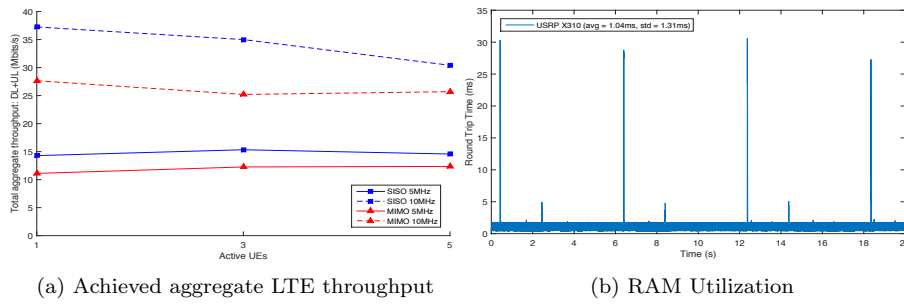 Total aggregate throughput: DL+UL (Mbits/s)
40
35
30
25
20
15
10
5
0
1
3
5
Active UEs
SISO 5MHz
SISO 10MHz
MIMO 5MHz
MIMO 10MHz
(a) Achieved aggregate LTE throughput
USRP X310 (avg = 1.04ms, std = 1.31ms)
Round Trip Time (ms)
35
30
25
20
15
10
5
0
0
2
4
6
8
10
12
14
16
18
20
Time (s)
(b) RAM Utilization